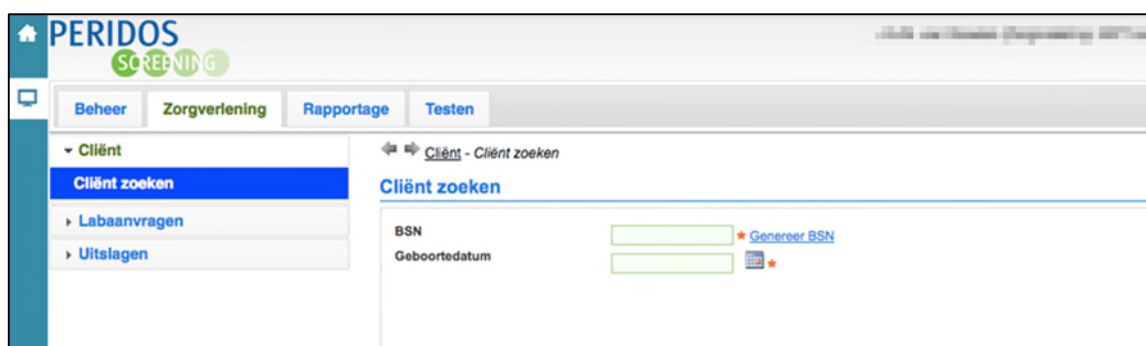 PERIDOS
SCREENING
Beheer Zorgverlening Rapportage Testen
Cliënt
Cliënt zoeken
Labaanvragen
Uitslagen
Cliënt - Cliënt zoeken
Cliënt zoeken
BSN * Genereer BSN
Geboortedatum *